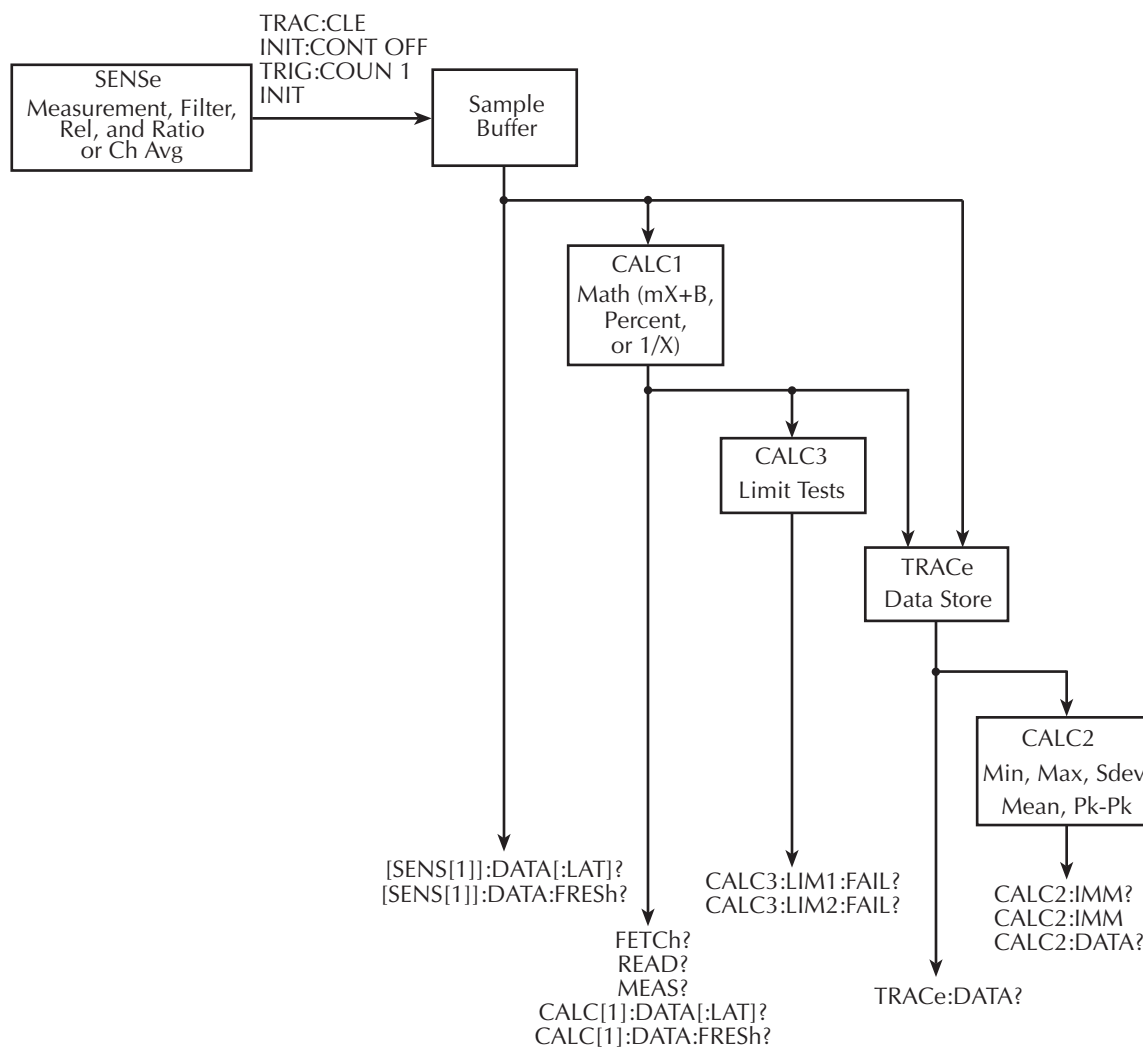 TRAC:CLE
INIT:CONT OFF
TRIG:COUN 1
INIT
SENSe
Measurement, Filter,
Rel, and Ratio
or Ch Avg
Sample
Buffer
CALC1
Math (mX+B,
Percent,
or 1/X)
CALC3
Limit Tests
TRACe
Data Store
CALC2
Min, Max, Sdev
Mean, Pk-Pk
[SENS[1]]:DATA[:LAT]?
[SENS[1]]:DATA:FRESh?
CALC3:LIM1:FAIL?
CALC3:LIM2:FAIL?
CALC2:IMM?
CALC2:IMM
CALC2:DATA?
FETCh?
READ?
MEAS?
CALC[1]:DATA[:LAT]?
CALC[1]:DATA:FRESh?
TRACe:DATA?